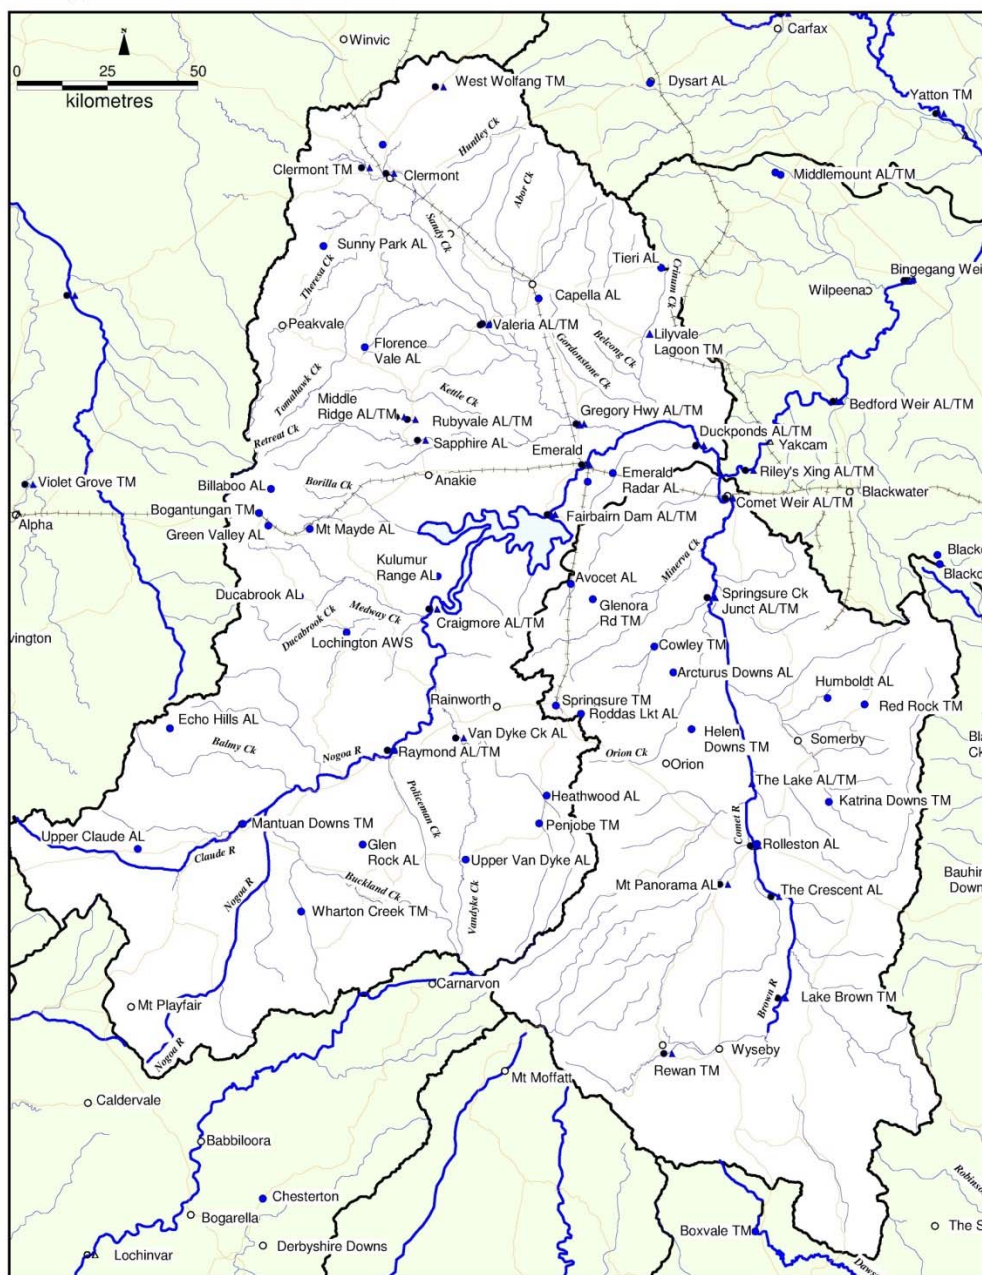 Winvic
Carfax
N
0 25 50
kilometres
West Wolfang TM
Dysart AL
Yatton TM
Huntley Ck
Clermont TM
Clermont
Abor Ck
Middlemount AL/TM
Sandy Ck
Sunny Park AL
Theresa Ck
Tieri AL
Crinum Ck
Bingegang Wei
Wilpeena
Capella AL
Peakvale
Valeria AL/TM
Lilyvale
Lagoon TM
Belcong Ck
Gordonstone Ck
Florence
Vale AL
Tomahawk Ck
Kettle Ck
Middle
Ridge AL/TM
Rubyvale AL/TM
Gregory Hwy AL/TM
Bedford Weir AL/TM
Retreat Ck
Sapphire AL
Duckponds AL/TM
Yakcam
Emerald
Riley's Xing AL/TM
Violet Grove TM
Anakie
Emerald
Radar AL
Billaboo AL
Borilla Ck
Blackwater
Comet Weir AL/TM
Bogantungan TM
Alpha
Fairbairn Dam AL/TM
Green Valley AL
Mt Mayde AL
Minerva Ck
Blackw
Blackc
Kulumur
Range AL
Avocet AL
Ducabrook AL
Glenora
Rd TM
Springsure Ck
Junct AL/TM
Medway Ck
Ducabrook Ck
Craigmore AL/TM
vington
Lochington AWS
Cowley TM
Arcturus Downs AL
Humboldt AL
Rainworth
Springsure TM
Red Rock TM
Roddas Lkt AL
Echo Hills AL
Van Dyke Ck AL
Helen
Downs TM
Somerby
Bla
Ck
Balmy Ck
Nogoa R
Raymond AL/TM
Orion Ck
Orion
The Lake AL/TM
Heathwood AL
Katrina Downs TM
Policeman Ck
Comet R
Mantuan Downs TM
Penjobe TM
Upper Claude AL
Claude R
Glen
Rock AL
Rolleston AL
Upper Van Dyke AL
Bauhin
Down
Nogoa R
Buckland Ck
Vandyke Ck
Mt Panorama AL
The Crescent AL
Wharton Creek TM
Carnarvon
Mt Playfair
Brown R
Lake Brown TM
Nogoa R
Wyseby
Rewan TM
Mt Moffatt
Caldervale
Babbiloora
Robinso
Chesterton
Bogarella
Boxvale TM
The S
Derbyshire Downs
Lochinvar
Daws